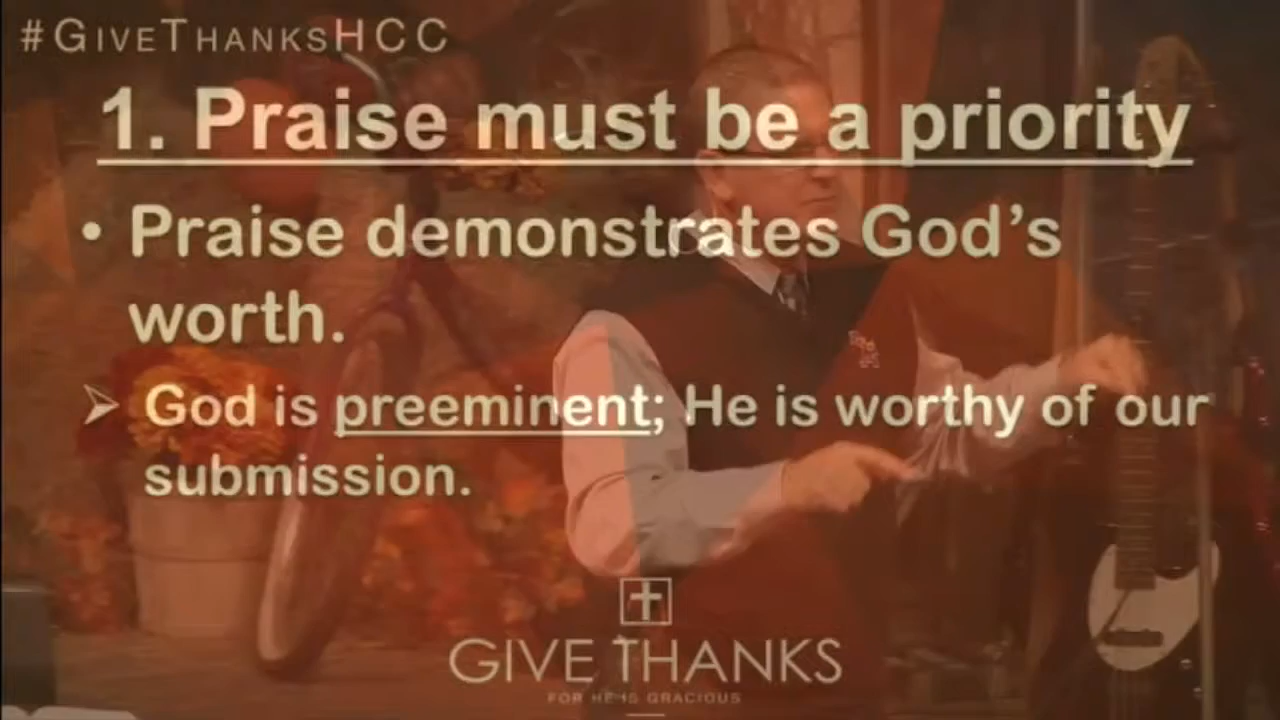 #GIVETHANKSHCC
1. Praise must be a priority
• Praise demonstrates God's
worth.
➢ God is preeminent; He is worthy of our
submission.
GIVE THANKS
FOR HE IS GRACIOUS